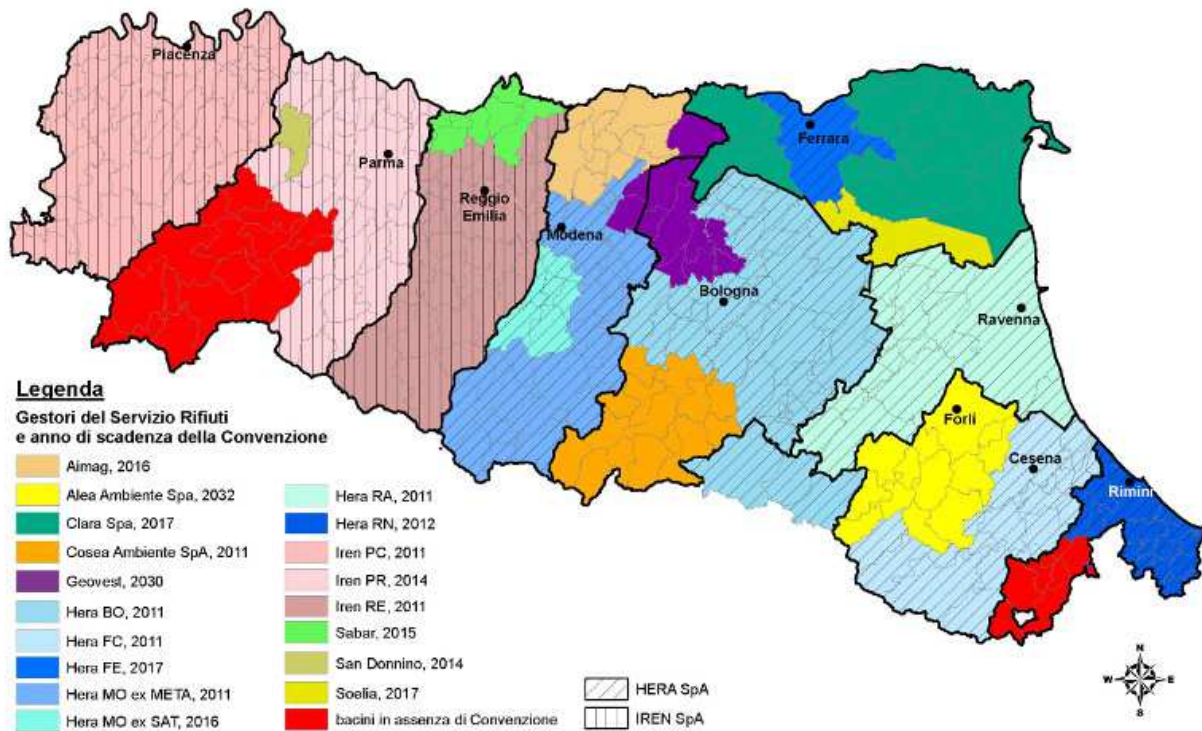 Piacenza
Parma
Reggio
Emilia
Modena
Ferrara
Bologna
Ravenna
Forlì
Cesena
Rimini
Legenda
Gestori del Servizio Rifiuti
e anno di scadenza della Convenzione
Aimag, 2016
Alea Ambiente Spa, 2032
Clara Spa, 2017
Cosea Ambiente SpA, 2011
Geovest, 2030
Hera BO, 2011
Hera FC, 2011
Hera FE, 2017
Hera MO ex META, 2011
Hera MO ex SAT, 2016
Hera RA, 2011
Hera RN, 2012
Iren PC, 2011
Iren PR, 2014
Iren RE, 2011
Sabar, 2015
San Donnino, 2014
Soelia, 2017
bacini in assenza di Convenzione
HERA SpA
IREN SpA
N
W
E
S